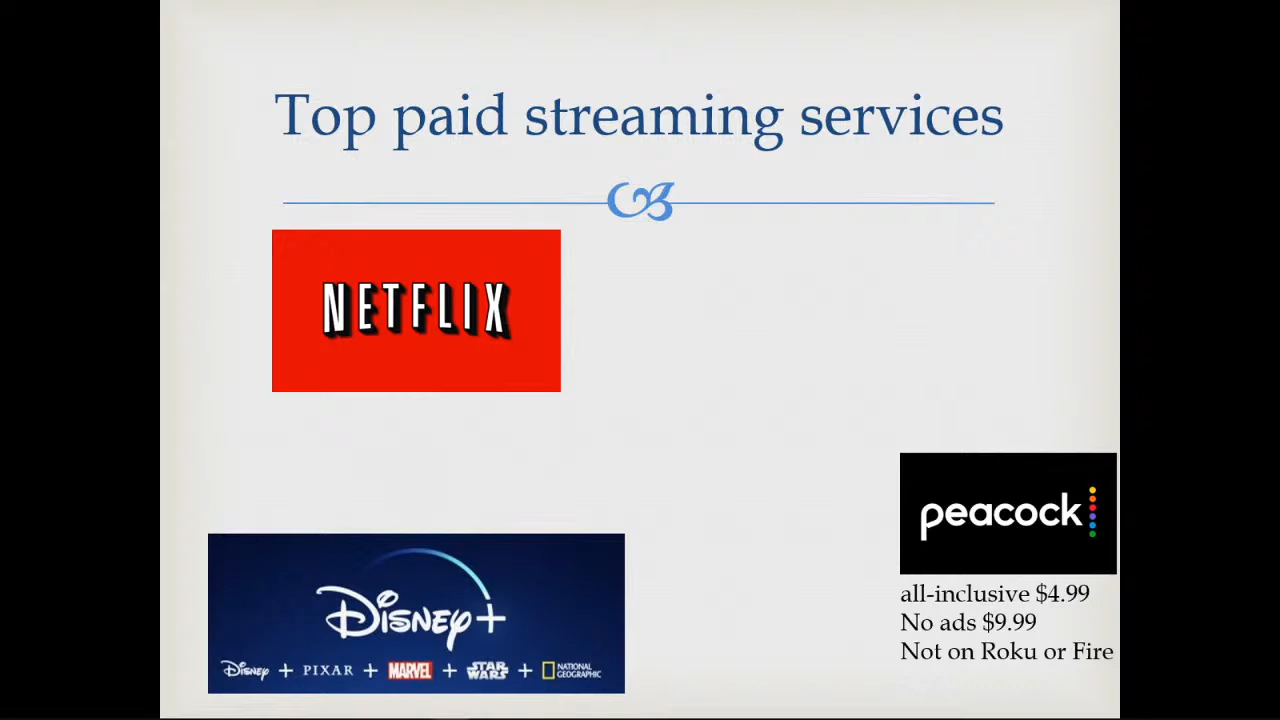 Top paid streaming services
NETFLIX
peacock
all-inclusive $4.99
No ads $9.99
Not on Roku or Fire
Disney+
Disney + PIXAR + MARVEL + STAR WARS + NATIONAL GEOGRAPHIC